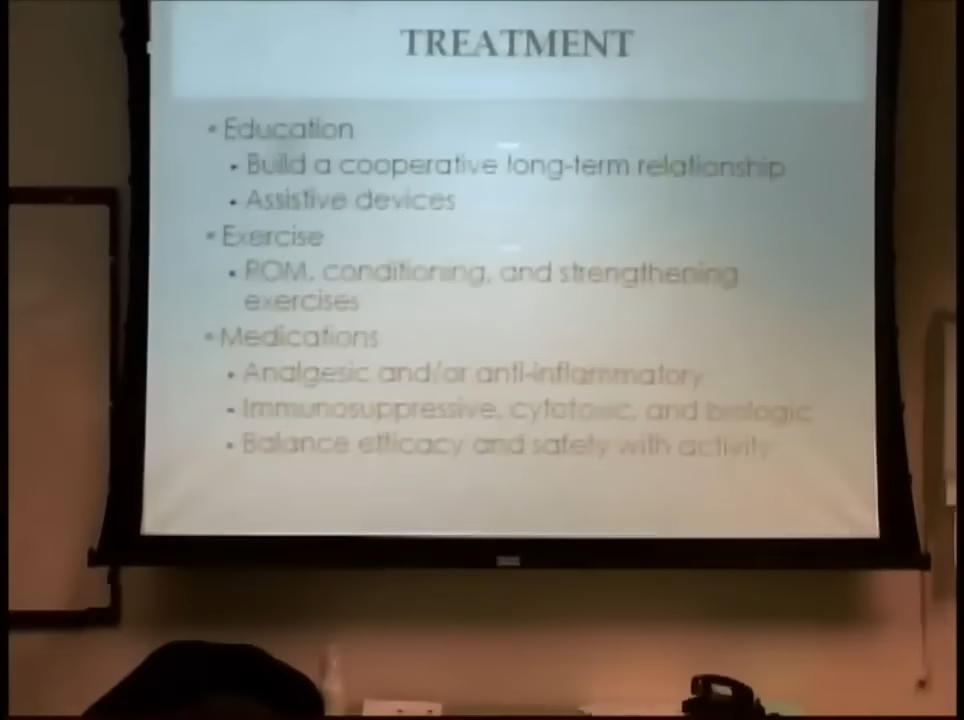 TREATMENT
• Education
• Build a cooperative long-term relationship
• Assistive devices
• Exercise
• ROM, conditioning, and strengthening
exercises
• Medications
• Analgesic and/or anti-inflammatory
• Immunosuppressive, cytotoxic, and biologic
• Balance efficacy and safety with activity